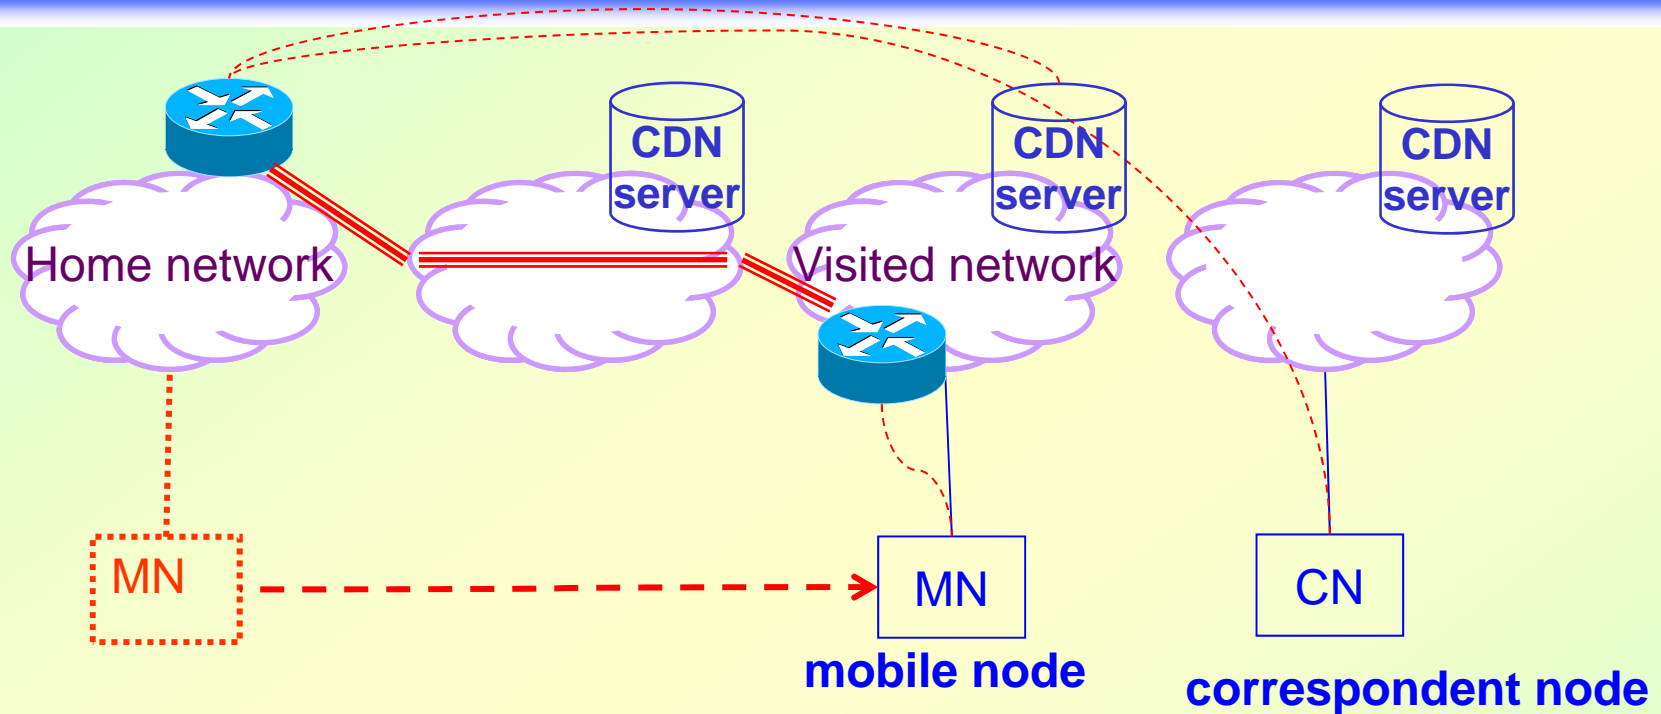 CDN
server
CDN
server
CDN
server
Home network
Visited network
MN
MN
CN
mobile node
correspondent node